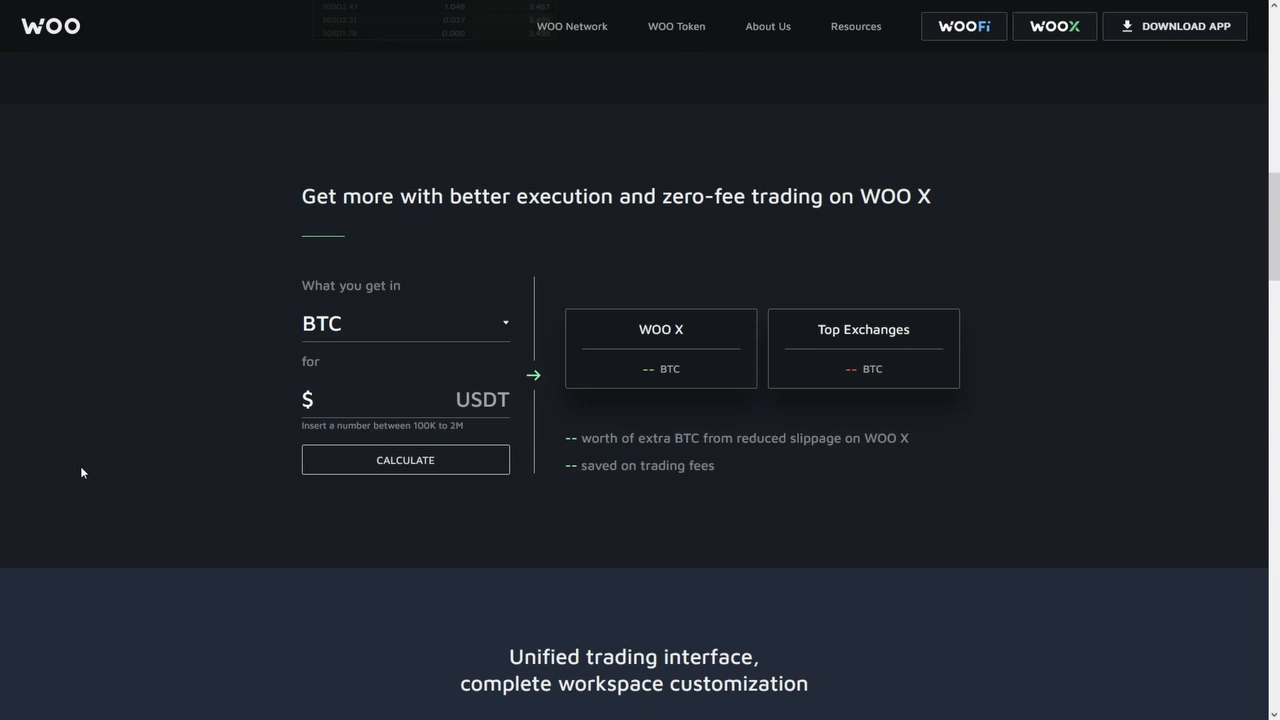 WOO
WOO Network
WOO Token
About Us
Resources
WOOFi
WOOX
DOWNLOAD APP
Get more with better execution and zero-fee trading on WOO X
What you get in
BTC
for
$ USDT
Insert a number between 100K to 2M
CALCULATE
WOO X
-- BTC
Top Exchanges
-- BTC
-- worth of extra BTC from reduced slippage on WOO X
-- saved on trading fees
Unified trading interface,
complete workspace customization